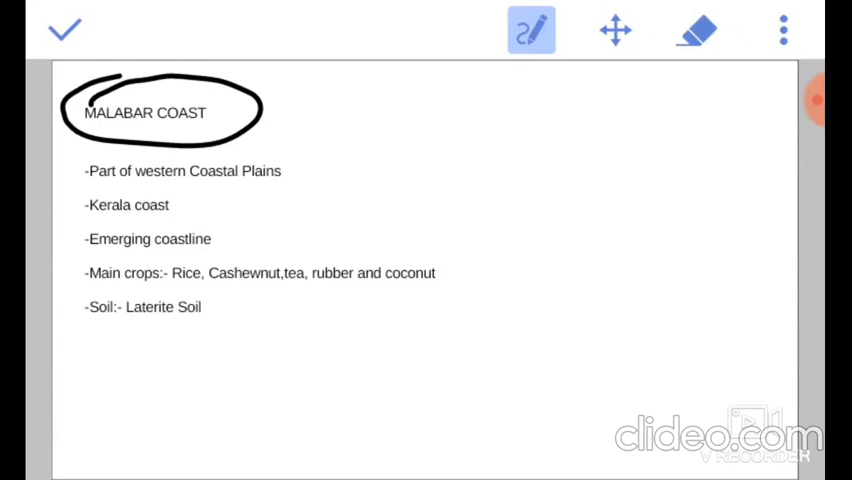 MALABAR COAST
-Part of western Coastal Plains
-Kerala coast
-Emerging coastline
-Main crops:- Rice, Cashewnut,tea, rubber and coconut
-Soil:- Laterite Soil
clideo.com
V RECORDER